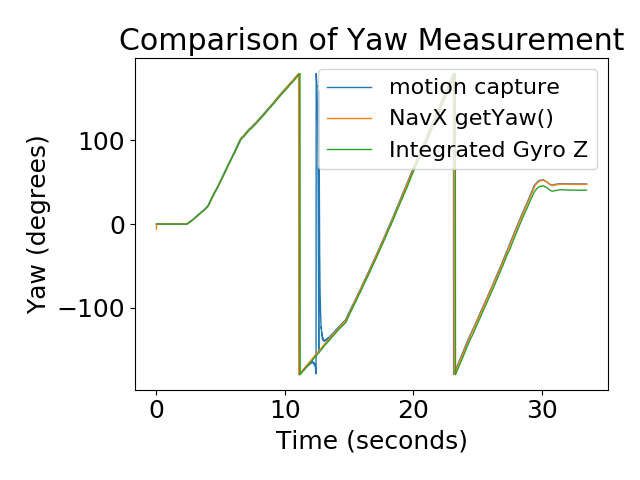 Comparison of Yaw Measurement
motion capture
NavX getYaw()
Integrated Gyro Z
Yaw (degrees)
100
0
−100
0
10
20
30
Time (seconds)